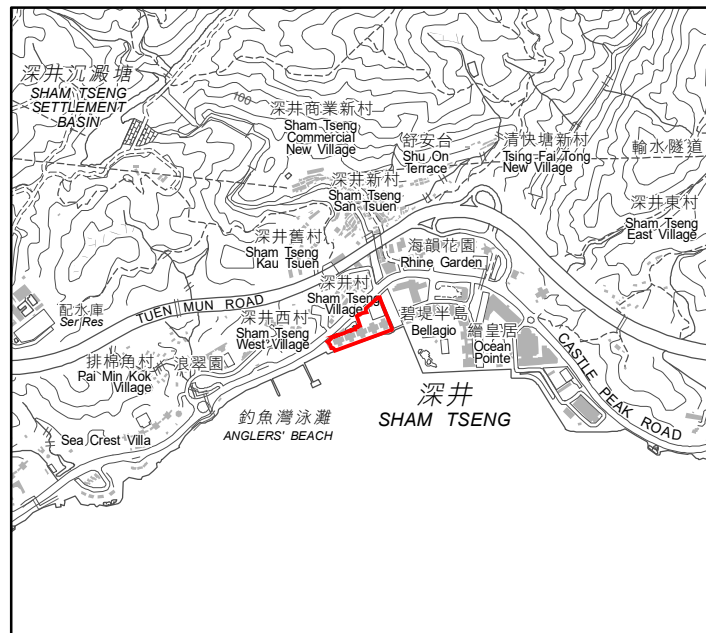 深井沉澱塘
SHAM TSENG
SETTLEMENT
BASIN
100
深井商業新村
Sham Tseng
Commercial
New Village
舒安台
Shu On
Terrace
清快塘新村
Tsing Fai Tong
New Village
輸水隧道
深井新村
Sham Tseng
San Tsuen
深井東村
Sham Tseng
East Village
深井舊村
Sham Tseng
Kau Tsuen
海韻花園
Rhine Garden
深井村
Sham Tseng
Village
配水庫
Ser Res
TUEN MUN ROAD
深井西村
Sham Tseng
West Village
碧堤半島
Bellagio
縉皇居
Ocean
Pointe
排棉角村
Pai Min Kok
Village
浪翠園
CASTLE PEAK ROAD
釣魚灣泳灘
ANGLERS' BEACH
深井
SHAM TSENG
Sea Crest Villa